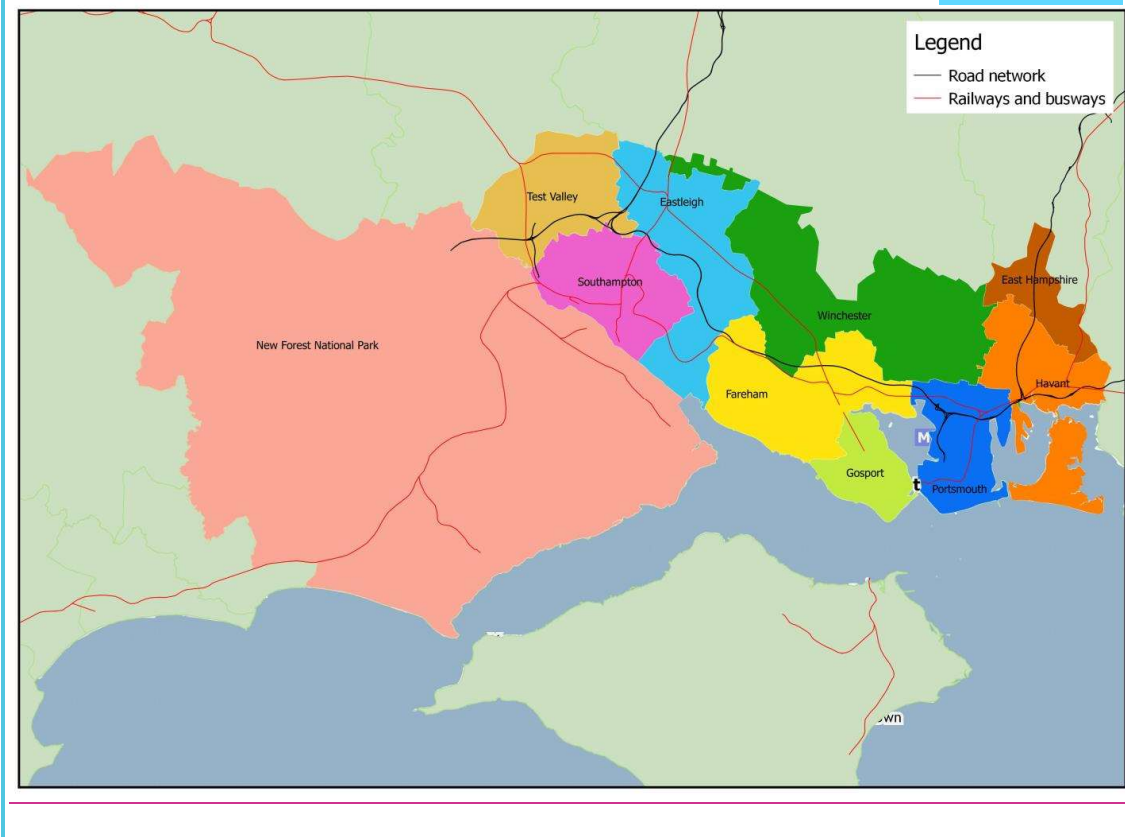 Legend
Road network
Railways and busways
Test Valley
Eastleigh
Southampton
East Hampshire
Winchester
New Forest National Park
Havant
Fareham
M
Gosport
t
Portsmouth